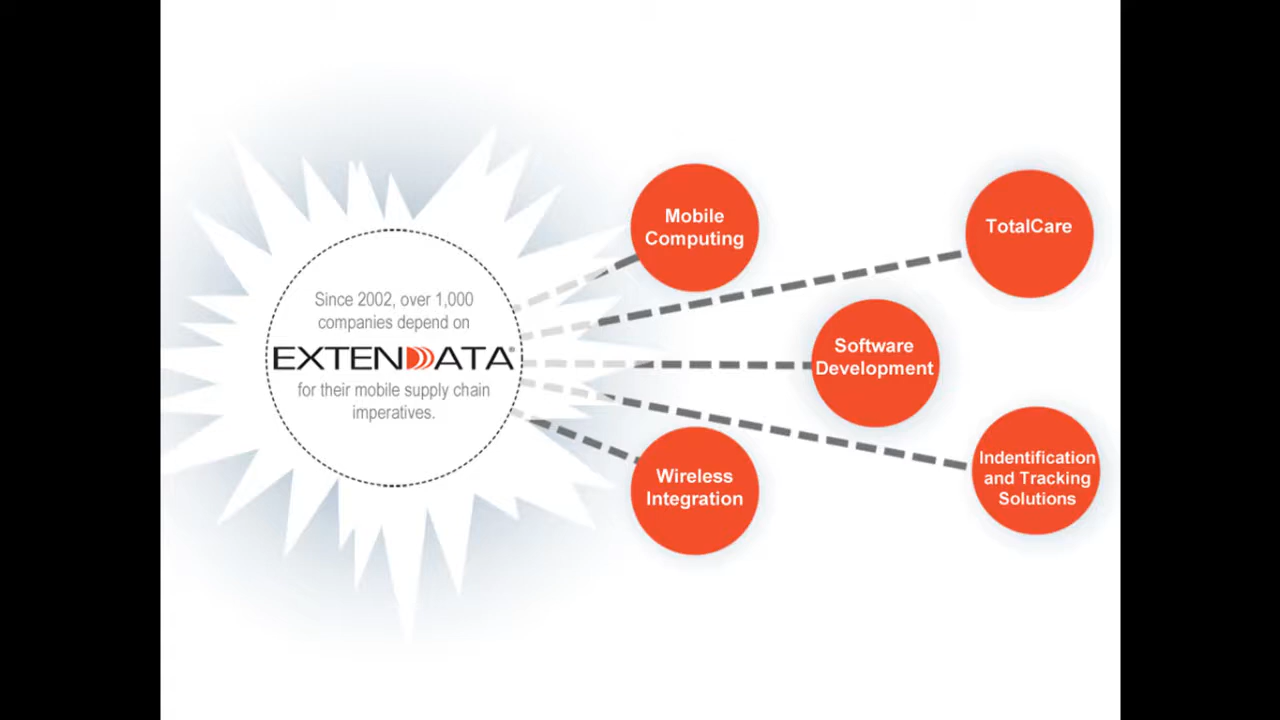 Since 2002, over 1,000
companies depend on
EXTENDATA®
for their mobile supply chain
imperatives.
Mobile
Computing
TotalCare
Software
Development
Wireless
Integration
Indentification
and Tracking
Solutions